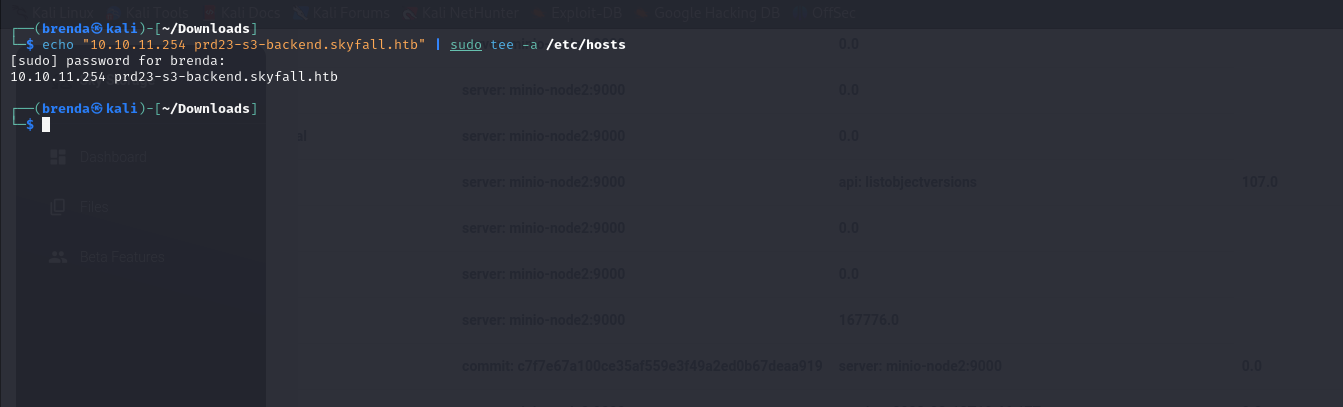 Kali Linux Kali Tools Kali Docs Kali Forums Kali NetHunter Exploit-DB Google Hacking DB OffSec
┌──(brenda㉿kali)-[~/Downloads]
└─$ echo "10.10.11.254 prd23-s3-backend.skyfall.htb" | sudo tee -a /etc/hosts
0.0
[sudo] password for brenda:
10.10.11.254 prd23-s3-backend.skyfall.htb
server: minio-node2:9000 0.0
┌──(brenda㉿kali)-[~/Downloads]
└─$
al server: minio-node2:9000 0.0
Dashboard
server: minio-node2:9000 api: listobjectversions 107.0
Files
server: minio-node2:9000 0.0
Beta Features
server: minio-node2:9000 0.0
server: minio-node2:9000 167776.0
commit: c7f7e67a100ce35af559e3f49a2ed0b67deaa919 server: minio-node2:9000 0.0